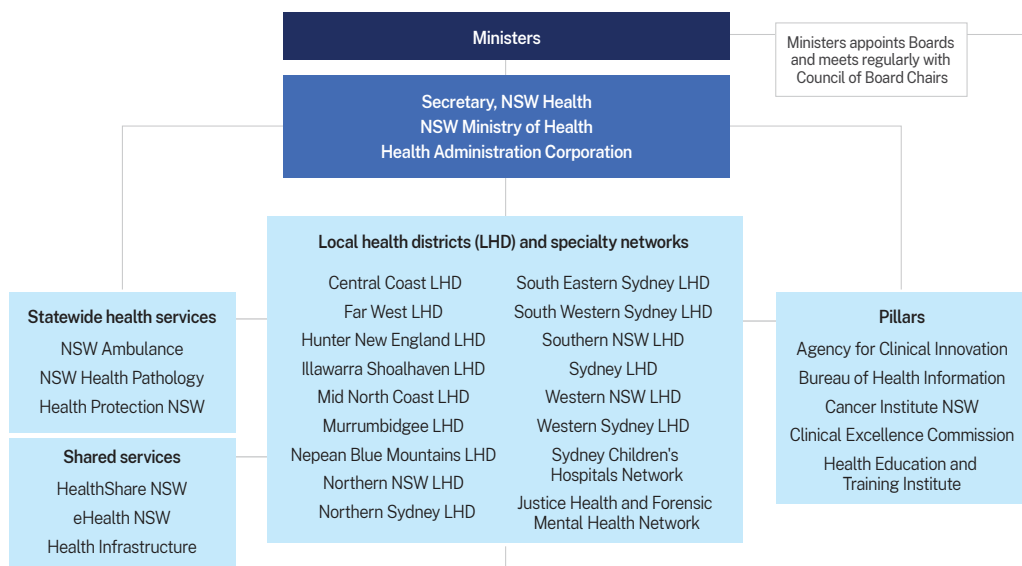 Ministers
Ministers appoints Boards
and meets regularly with
Council of Board Chairs
Secretary, NSW Health
NSW Ministry of Health
Health Administration Corporation
Local health districts (LHD) and specialty networks
Central Coast LHD
Far West LHD
Hunter New England LHD
Illawarra Shoalhaven LHD
Mid North Coast LHD
Murrumbidgee LHD
Nepean Blue Mountains LHD
Northern NSW LHD
Northern Sydney LHD
South Eastern Sydney LHD
South Western Sydney LHD
Southern NSW LHD
Sydney LHD
Western NSW LHD
Western Sydney LHD
Sydney Children's
Hospitals Network
Justice Health and Forensic
Mental Health Network
Statewide health services
NSW Ambulance
NSW Health Pathology
Health Protection NSW
Shared services
HealthShare NSW
eHealth NSW
Health Infrastructure
Pillars
Agency for Clinical Innovation
Bureau of Health Information
Cancer Institute NSW
Clinical Excellence Commission
Health Education and
Training Institute